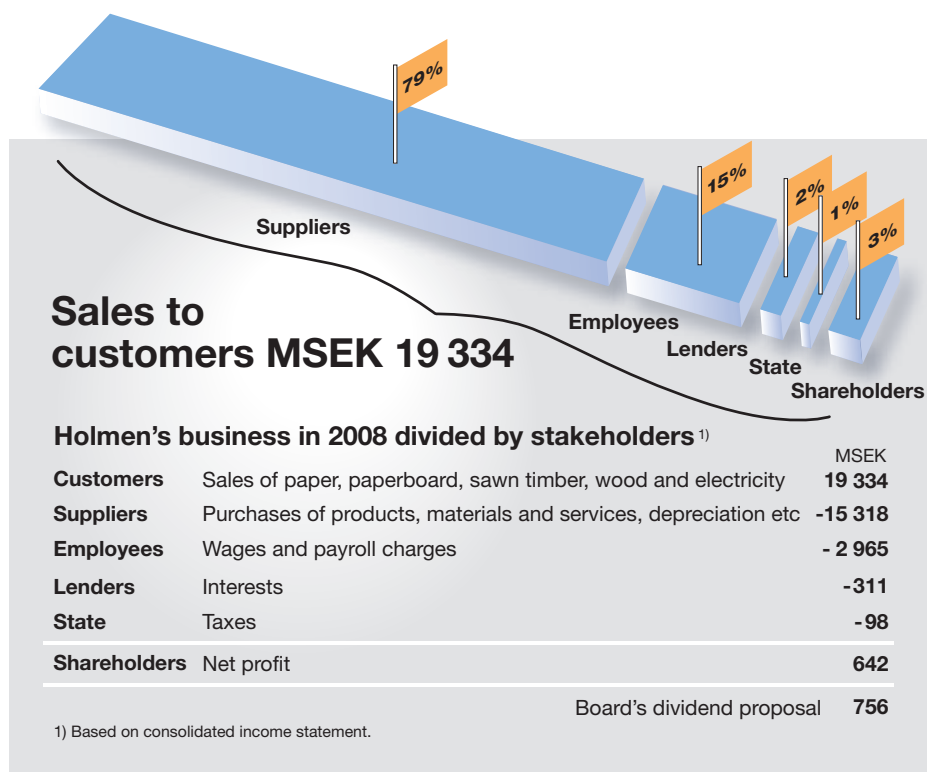 79%
15%
2%
1%
3%
Suppliers
Employees
Lenders
State
Shareholders
Sales to
customers MSEK 19 334
Holmen’s business in 2008 divided by stakeholders 1)
MSEK
Customers Sales of paper, paperboard, sawn timber, wood and electricity 19 334
Suppliers Purchases of products, materials and services, depreciation etc -15 318
Employees Wages and payroll charges - 2 965
Lenders Interests -311
State Taxes - 98
Shareholders Net profit 642
Board’s dividend proposal 756
1) Based on consolidated income statement.